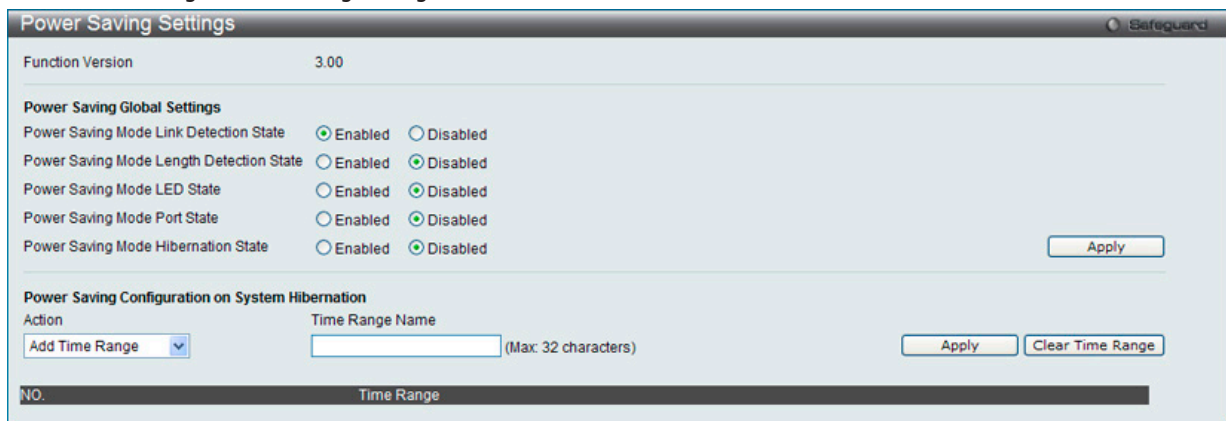 Power Saving Settings
Safeguard
Function Version 3.00
Power Saving Global Settings
Power Saving Mode Link Detection State Enabled Disabled
Power Saving Mode Length Detection State Enabled Disabled
Power Saving Mode LED State Enabled Disabled
Power Saving Mode Port State Enabled Disabled
Power Saving Mode Hibernation State Enabled Disabled Apply
Power Saving Configuration on System Hibernation
Action Time Range Name
Add Time Range (Max: 32 characters) Apply Clear Time Range
NO. Time Range